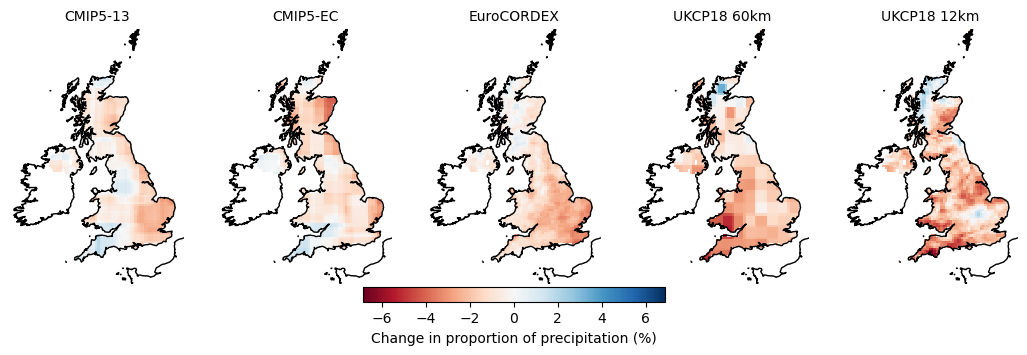 CMIP5-13 CMIP5-EC EuroCORDEX UKCP18 60km UKCP18 12km
−6 −4 −2 0 2 4 6
Change in proportion of precipitation (%)